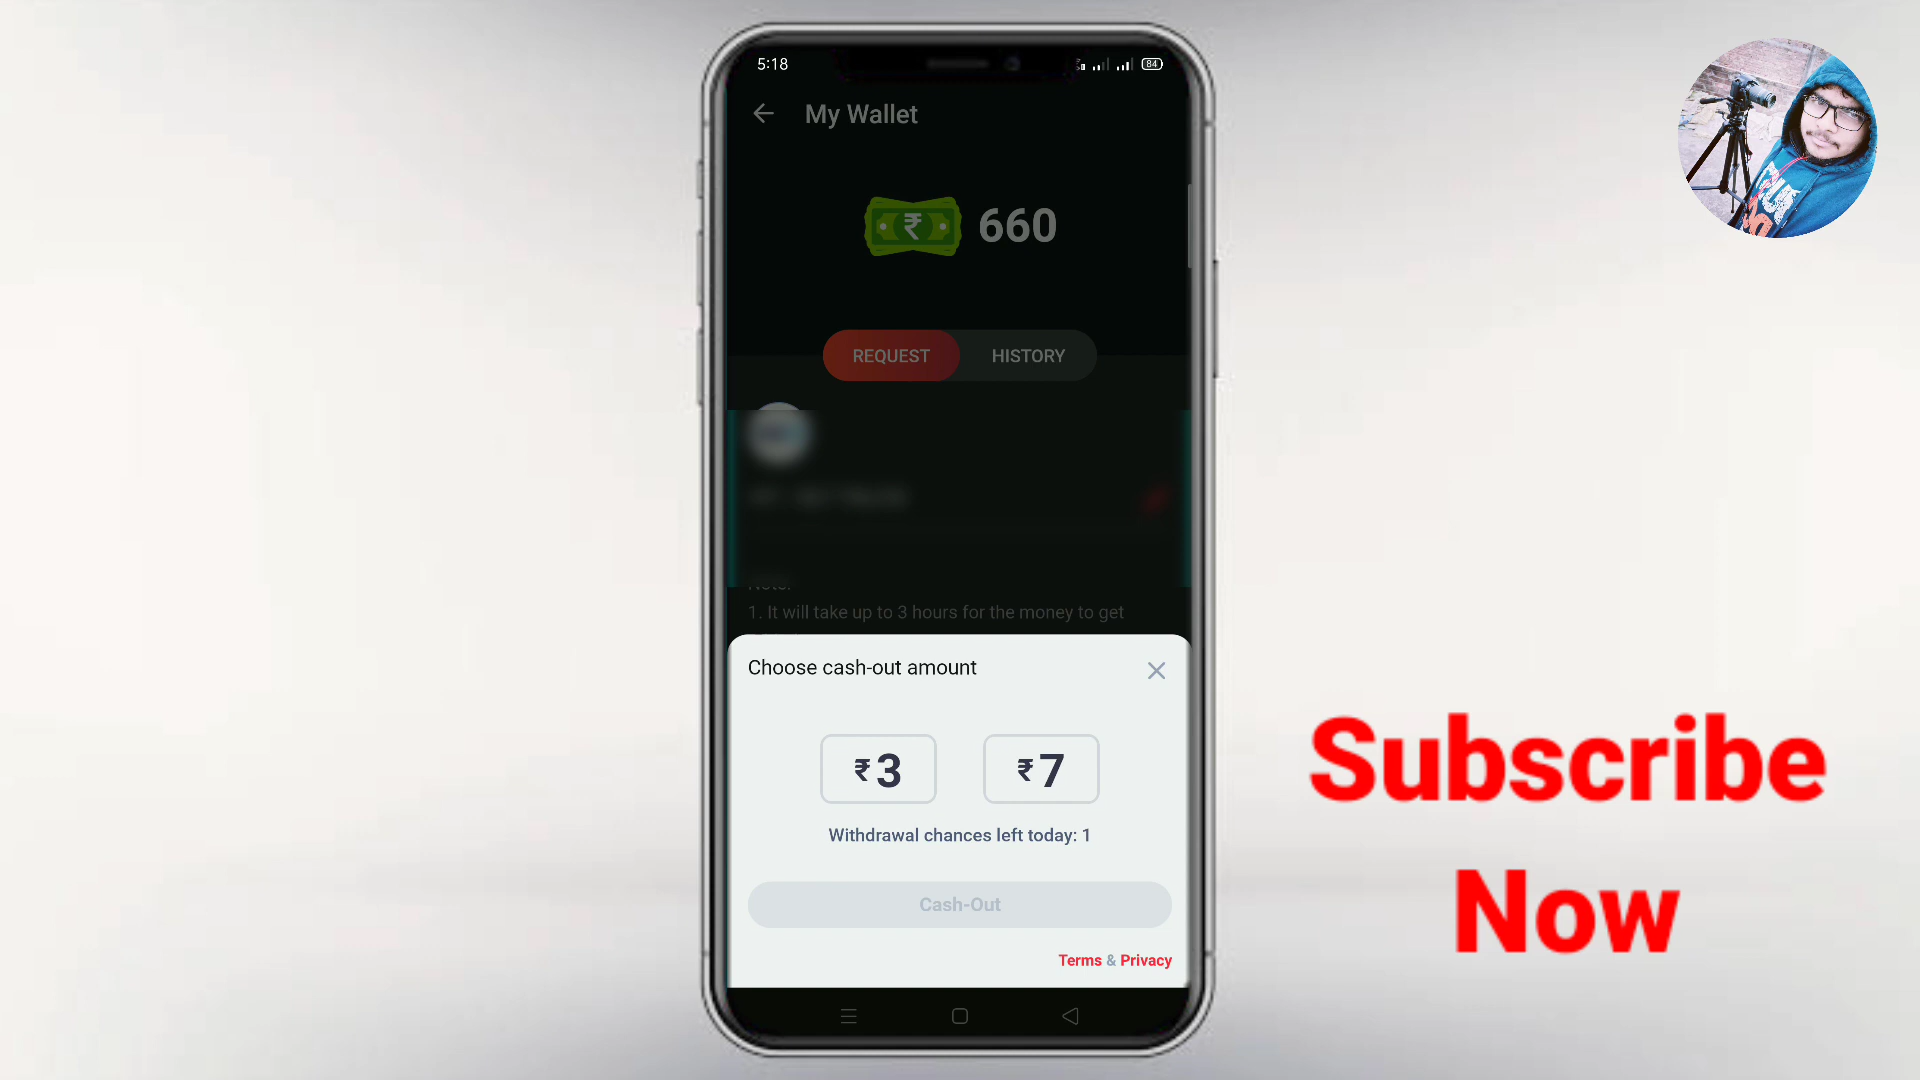 5:18
84
My Wallet
₹ 660
REQUEST HISTORY
1. It will take up to 3 hours for the money to get
Choose cash-out amount
₹3 ₹7
Withdrawal chances left today: 1
Cash-Out
Terms & Privacy
Subscribe
Now